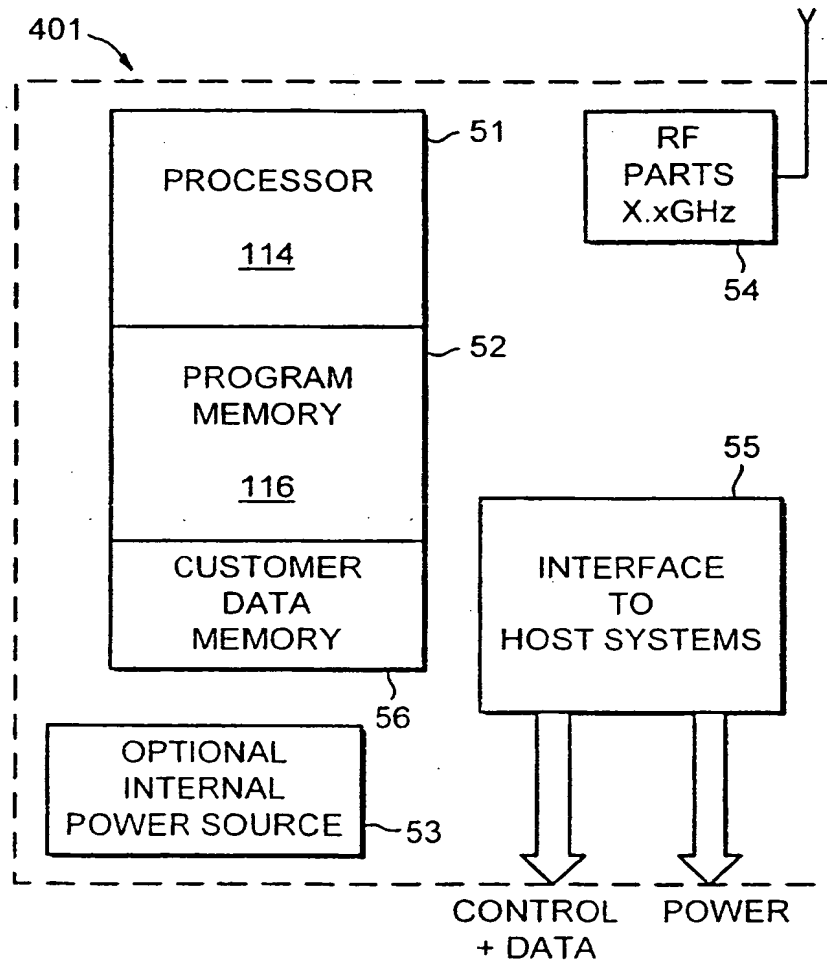 401
51
PROCESSOR
114
RF
PARTS
X.xGHz
54
52
PROGRAM
MEMORY
116
55
CUSTOMER
DATA
MEMORY
56
INTERFACE
TO
HOST SYSTEMS
OPTIONAL
INTERNAL
POWER SOURCE
53
CONTROL
+ DATA
POWER